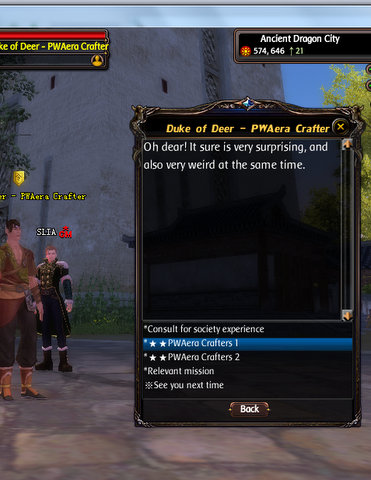 Duke of Deer - PWAera Crafter
Ancient Dragon City
574, 646 ↑21
Duke of Deer - PWAera Crafter
Oh dear! It sure is very surprising, and
also very weird at the same time.
er - PWAera Crafter
SLIA GM
*Consult for society experience
*★★PWAera Crafters 1
*★★PWAera Crafters 2
*Relevant mission
※See you next time
Back